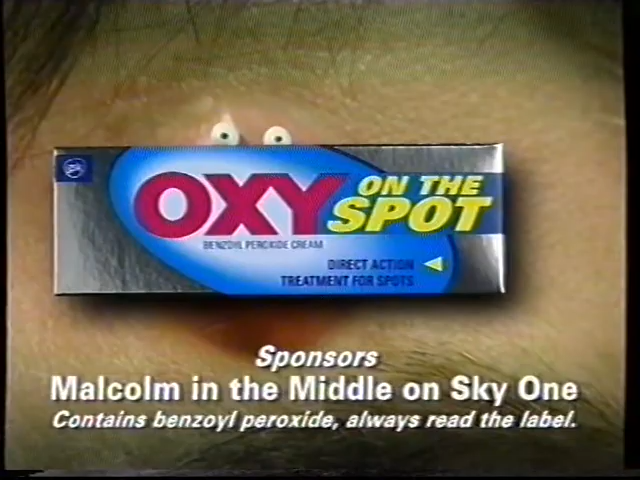 OXY ON THE
SPOT
BENZOYL PEROXIDE CREAM
DIRECT ACTION
TREATMENT FOR SPOTS
Sponsors
Malcolm in the Middle on Sky One
Contains benzoyl peroxide, always read the label.